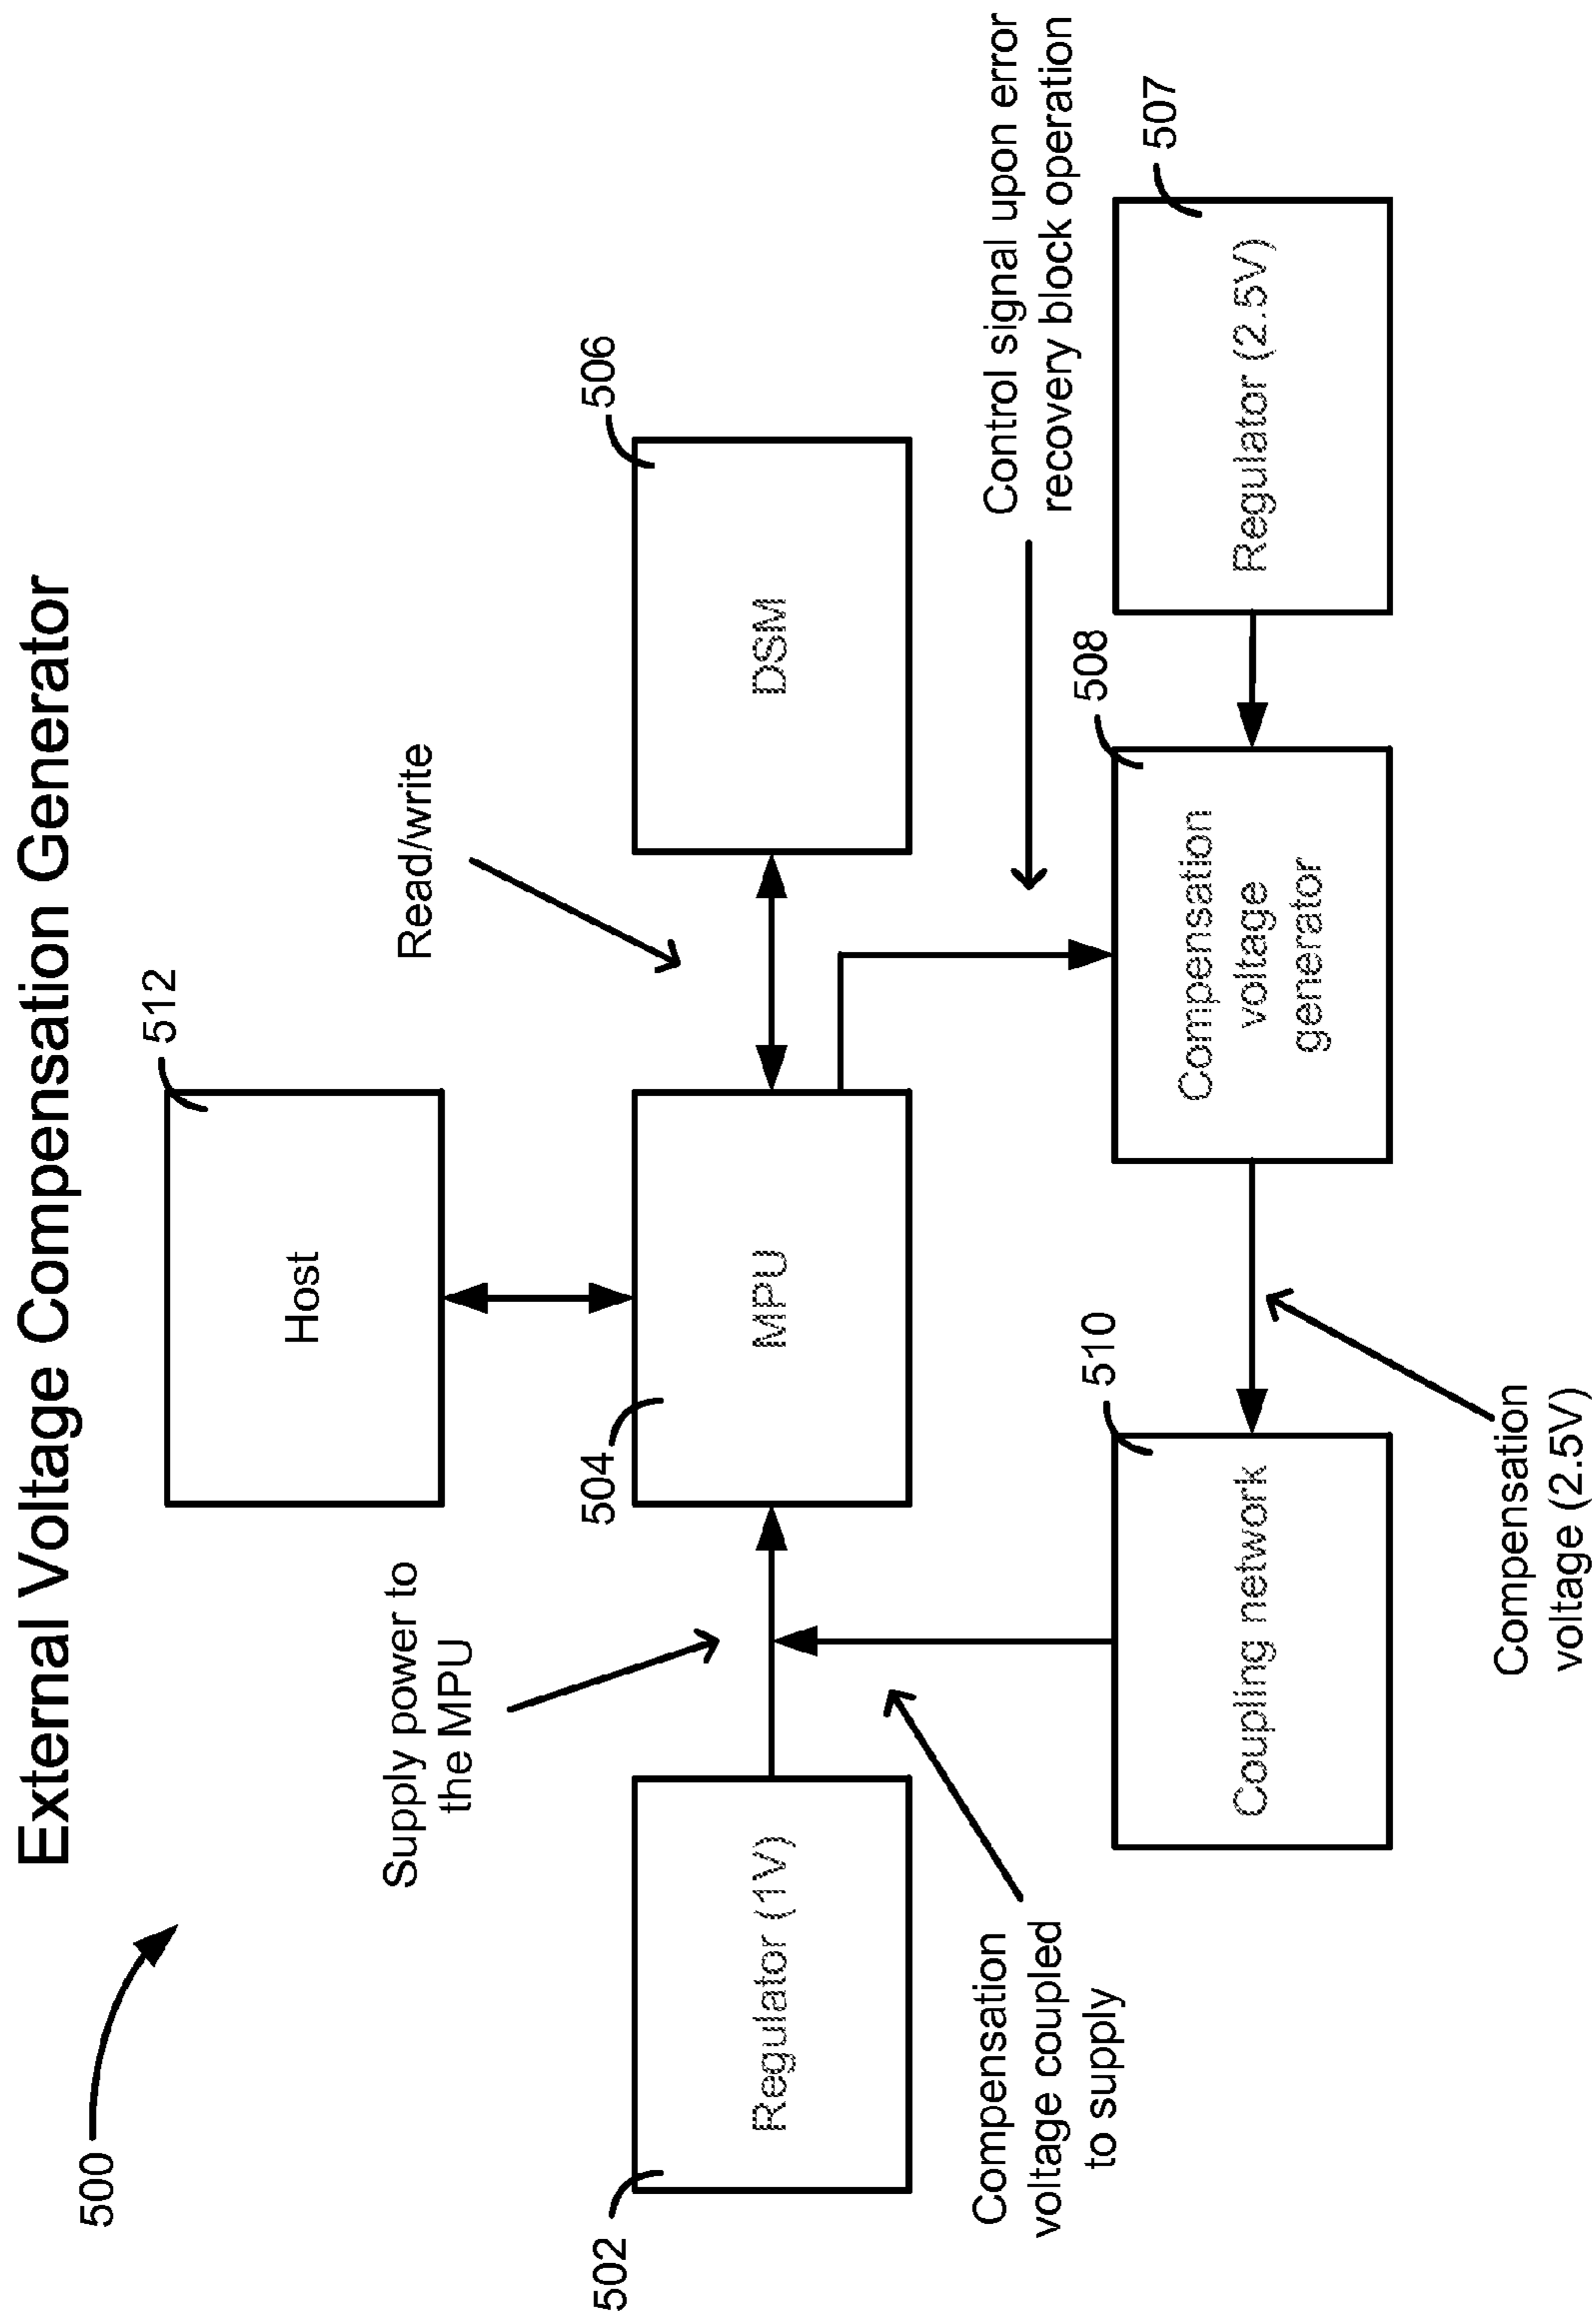 External Voltage Compensation Generator
500
512
Host
Supply power to
the MPU
Read/write
502
Regulator (1V)
504
MPU
506
DSM
Compensation
voltage coupled
to supply
Control signal upon error
recovery block operation
510
Coupling network
508
Compensation
voltage
generator
507
Regulator (2.5V)
Compensation
voltage (2.5V)